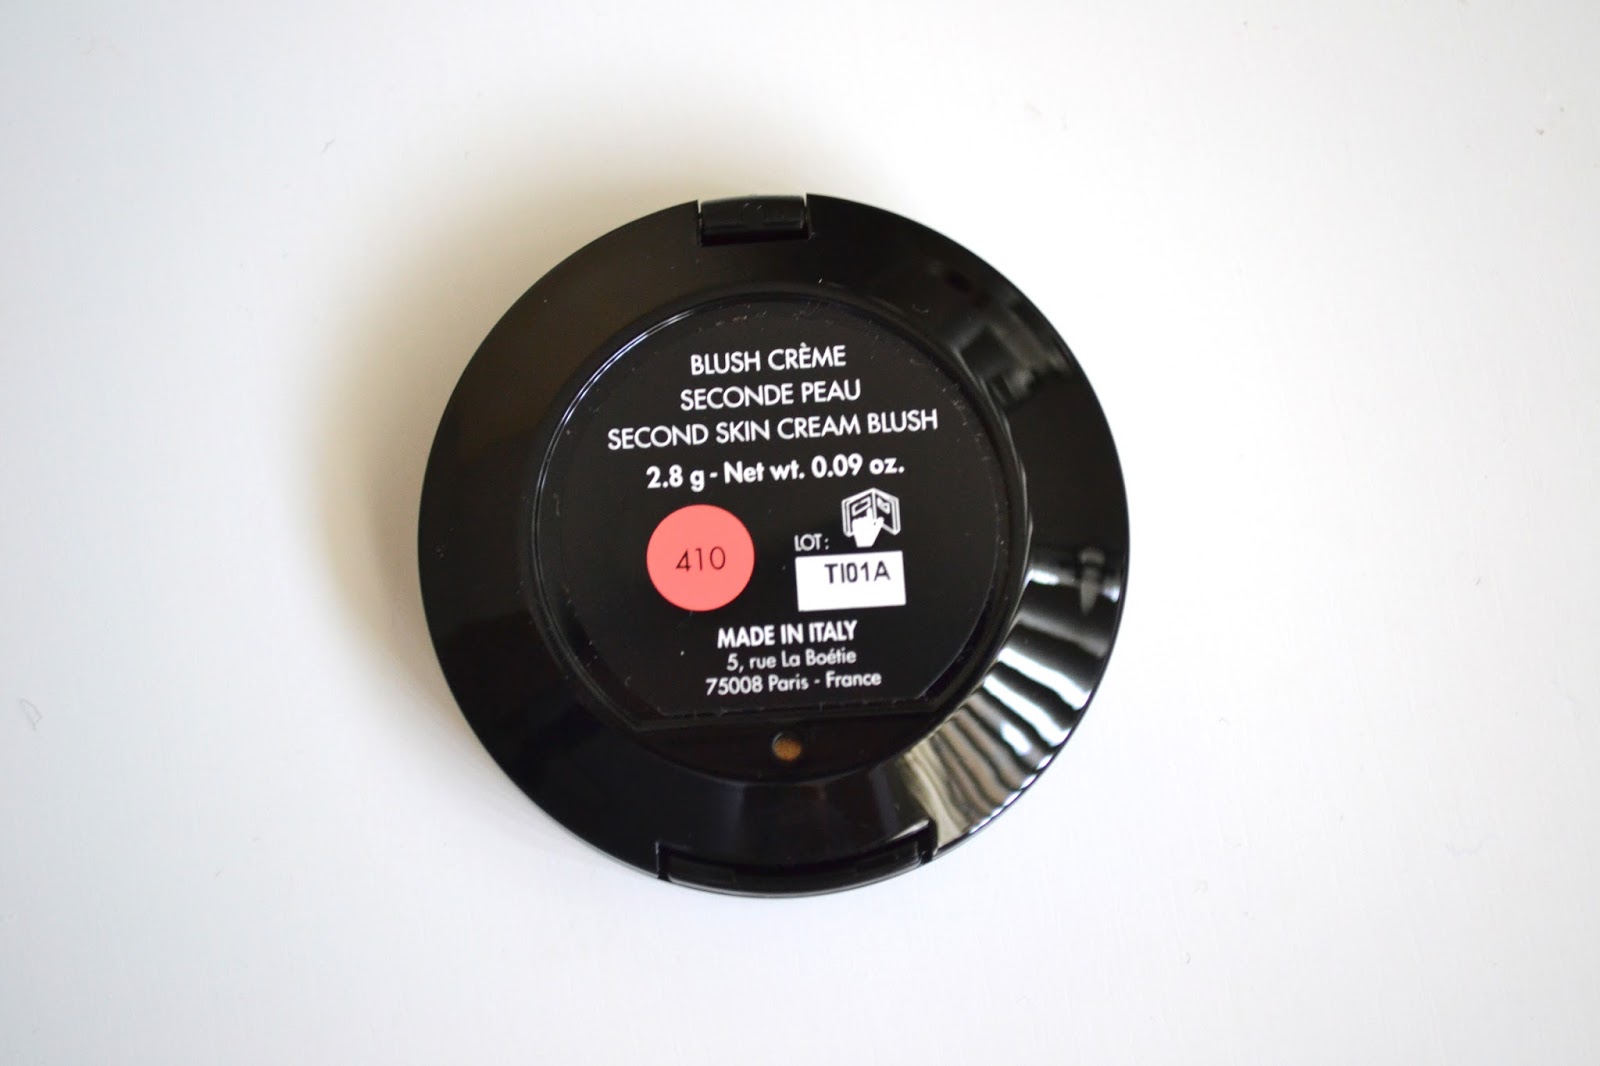 BLUSH CRÈME
SECONDE PEAU
SECOND SKIN CREAM BLUSH
2.8 g - Net wt. 0.09 oz.
410
LOT:
TI01A
MADE IN ITALY
5, rue La Boétie
75008 Paris - France